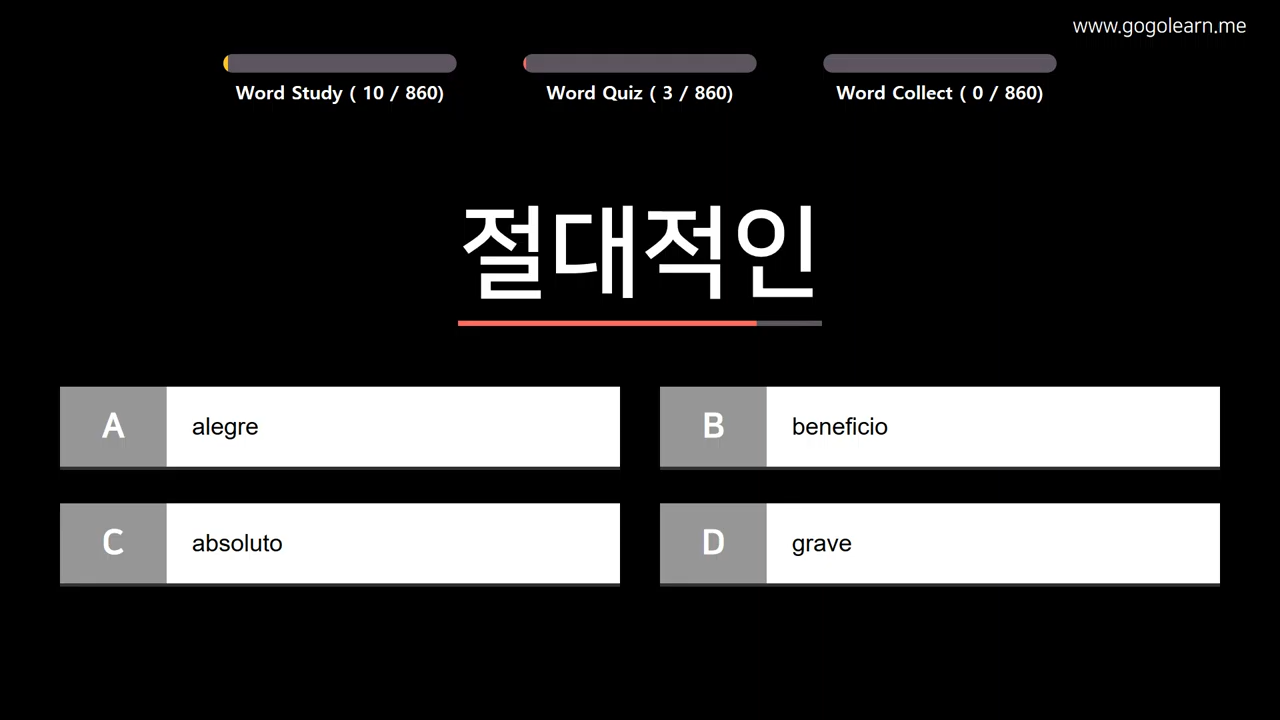 www.gogolearn.me
Word Study ( 10 / 860)
Word Quiz ( 3 / 860)
Word Collect ( 0 / 860)
절대적인
A alegre
B beneficio
C absoluto
D grave